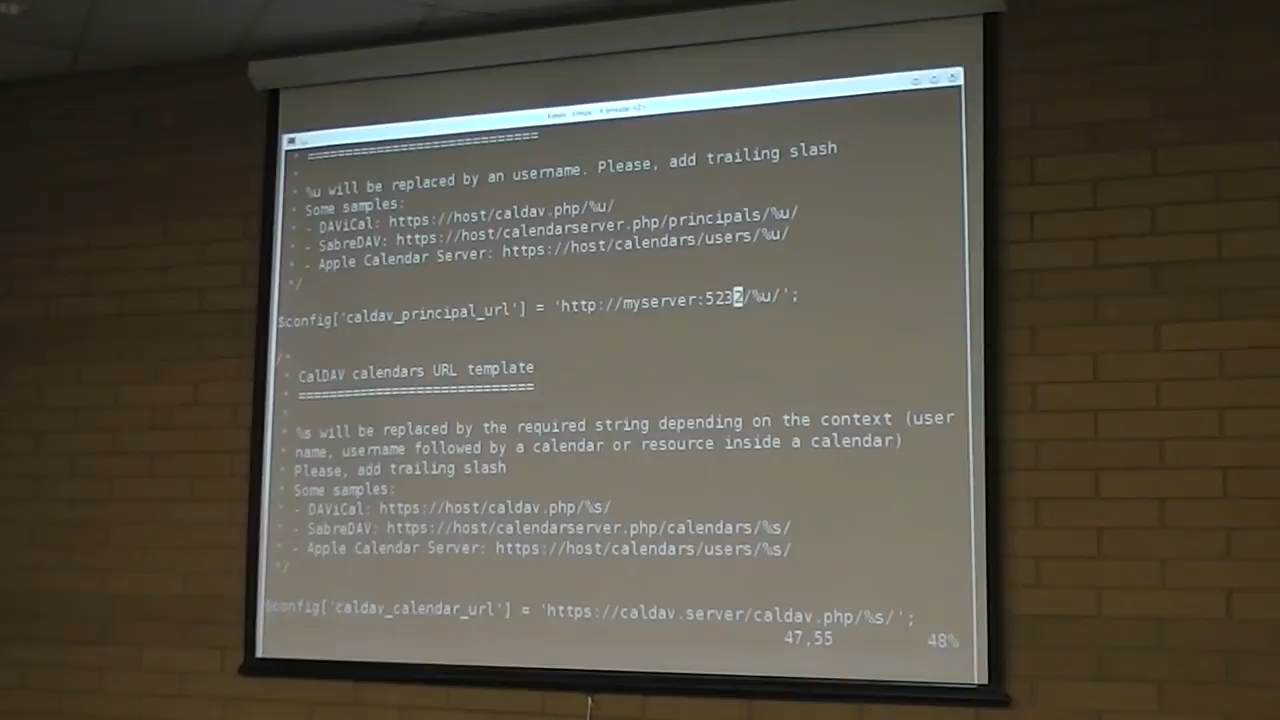 * =============================
*
* %u will be replaced by an username. Please, add trailing slash
* Some samples:
* - DAViCal: https://host/caldav.php/%u/
* - SabreDAV: https://host/calendarserver.php/principals/%u/
* - Apple Calendar Server: https://host/calendars/users/%u/
*/
$config['caldav_principal_url'] = 'http://myserver:5232/%u/';
/*
* CalDAV calendars URL template
* =============================
*
* %s will be replaced by the required string depending on the context (user
* name, username followed by a calendar or resource inside a calendar)
* Please, add trailing slash
* Some samples:
* - DAViCal: https://host/caldav.php/%s/
* - SabreDAV: https://host/calendarserver.php/calendars/%s/
* - Apple Calendar Server: https://host/calendars/users/%s/
*/
$config['caldav_calendar_url'] = 'https://caldav.server/caldav.php/%s/';
47,55 48%